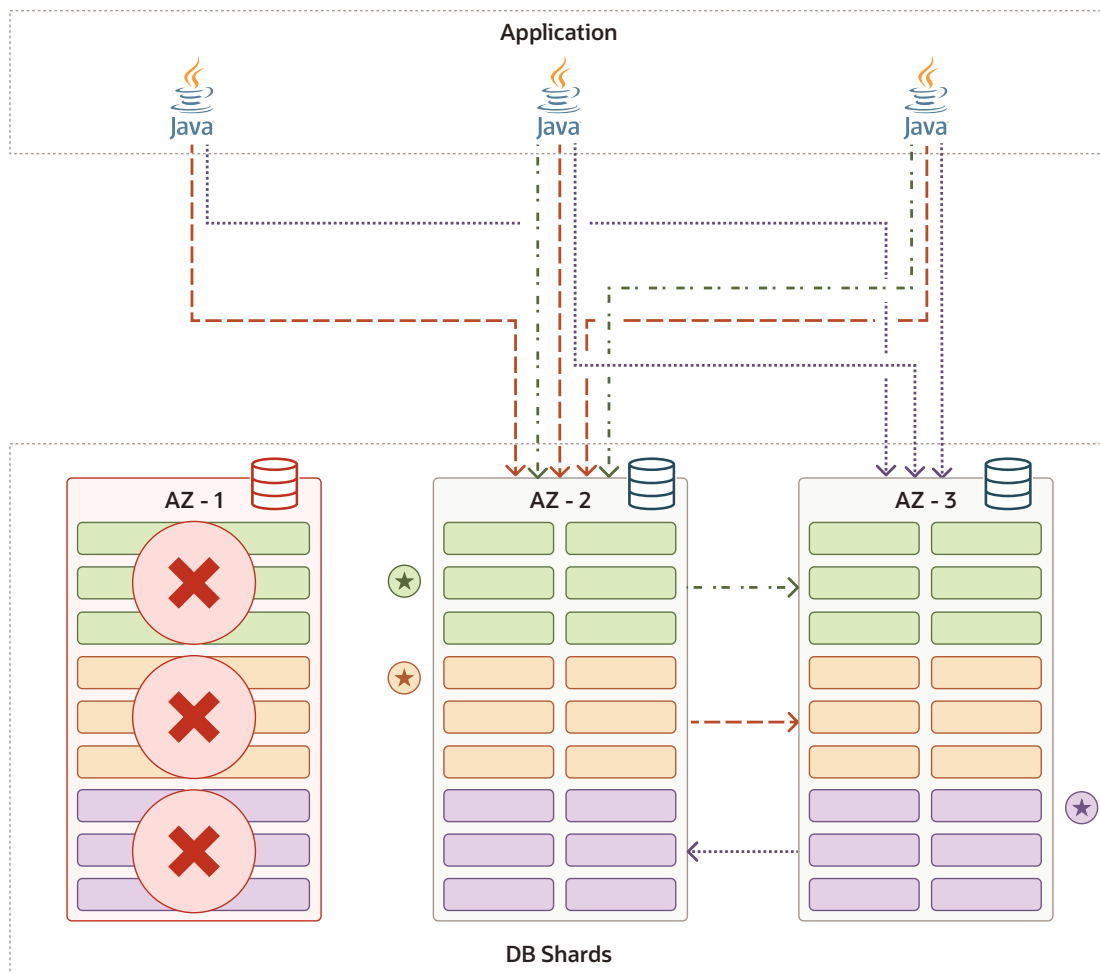 Application
Java
Java
Java
AZ - 1
AZ - 2
AZ - 3
DB Shards